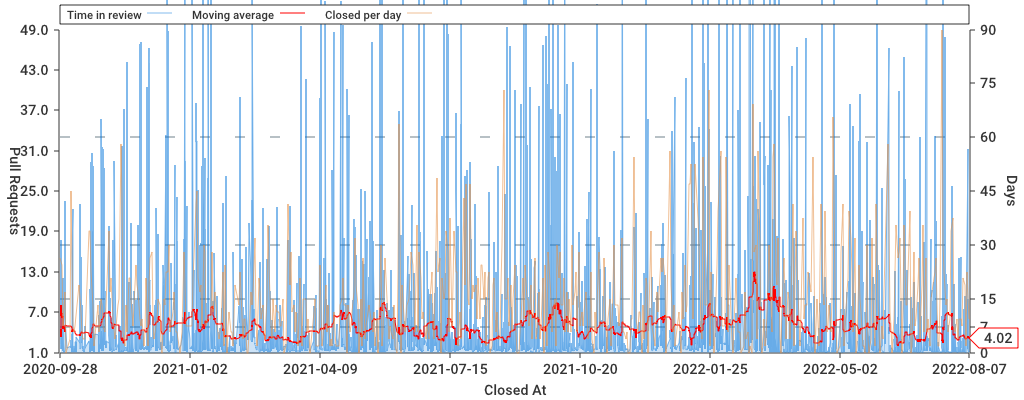 Time in review Moving average Closed per day
49.0 90
43.0 75
37.0
31.0 60
25.0 45
19.0
13.0 30
7.0 15
7
1.0 0
4.02
Pull Requests
Days
2020-09-28 2021-01-02 2021-04-09 2021-07-15 2021-10-20 2022-01-25 2022-05-02 2022-08-07
Closed At